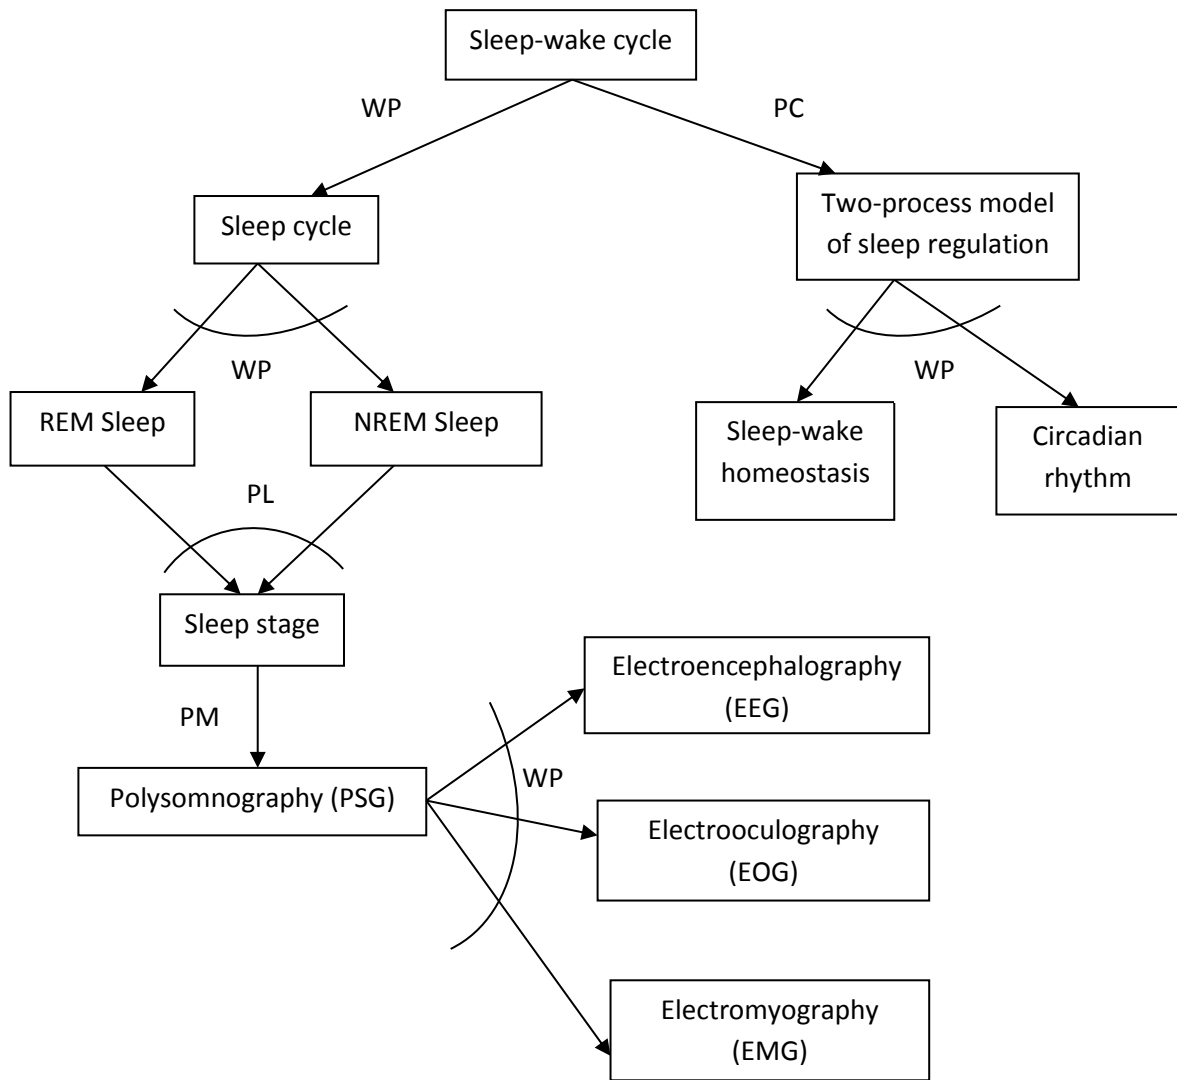 Sleep-wake cycle
WP
PC
Sleep cycle
Two-process model
of sleep regulation
WP
WP
REM Sleep
NREM Sleep
Sleep-wake
homeostasis
Circadian
rhythm
PL
Sleep stage
PM
Electroencephalography
(EEG)
Polysomnography (PSG)
WP
Electrooculography
(EOG)
Electromyography
(EMG)